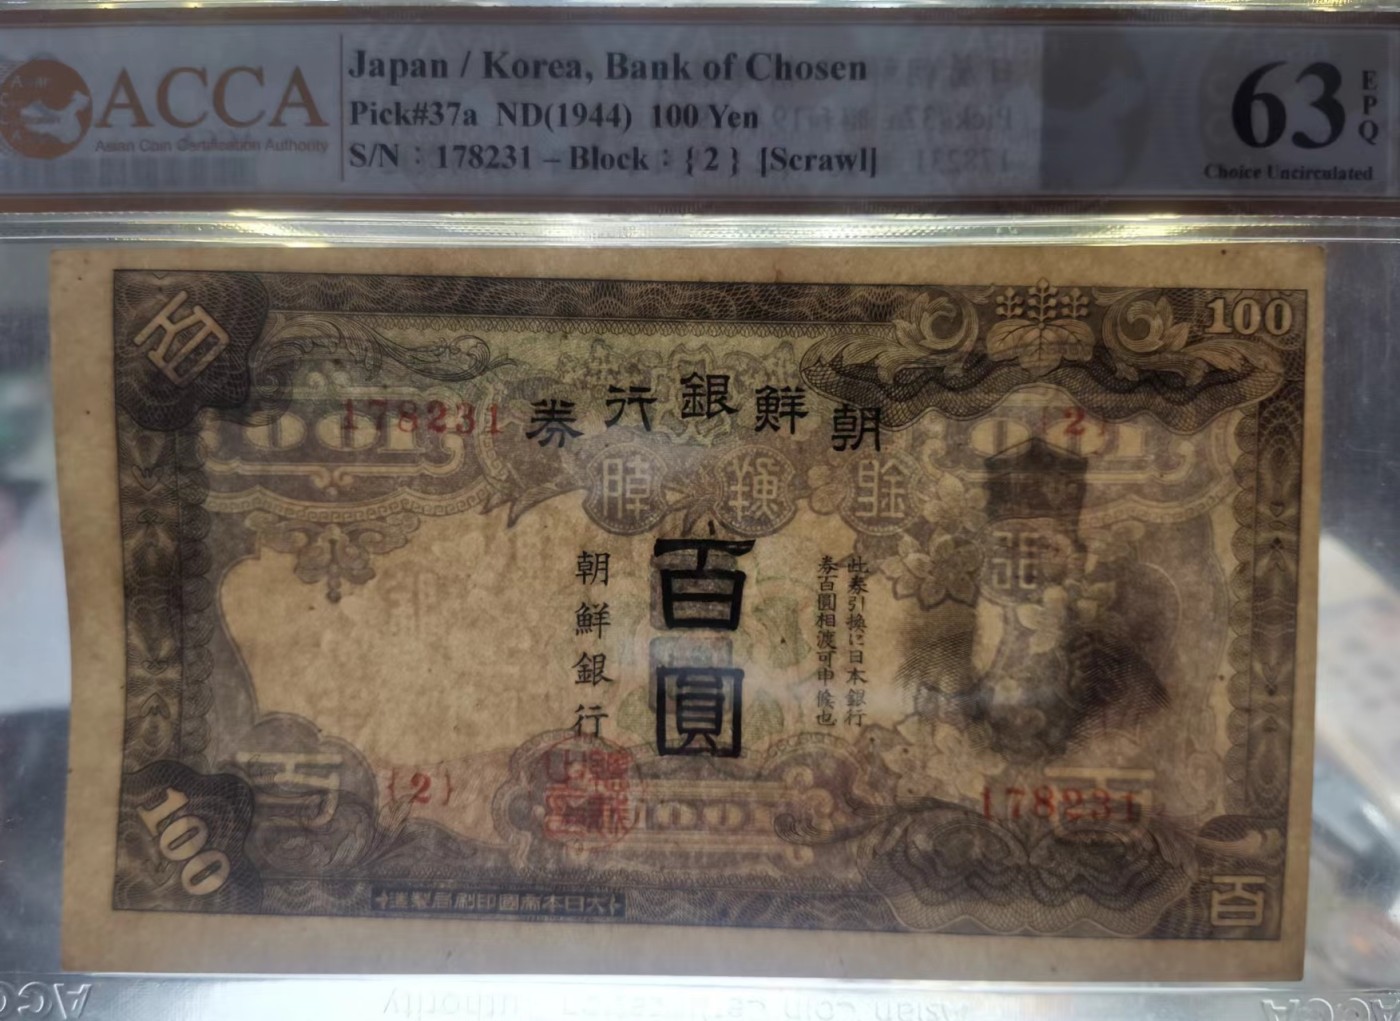 ACCA
Asian Coin Certification Authority
Japan / Korea, Bank of Chosen
Pick#37a ND(1944) 100 Yen
S/N : 178231 – Block : { 2 } [Scrawl]
63
EPQ
Choice Uncirculated
百
100
178231
{2}
券行銀鮮朝
百圓
朝鮮銀行
此券引換に日本銀行
券百圓相渡可申候也
{2}
178231
100
百